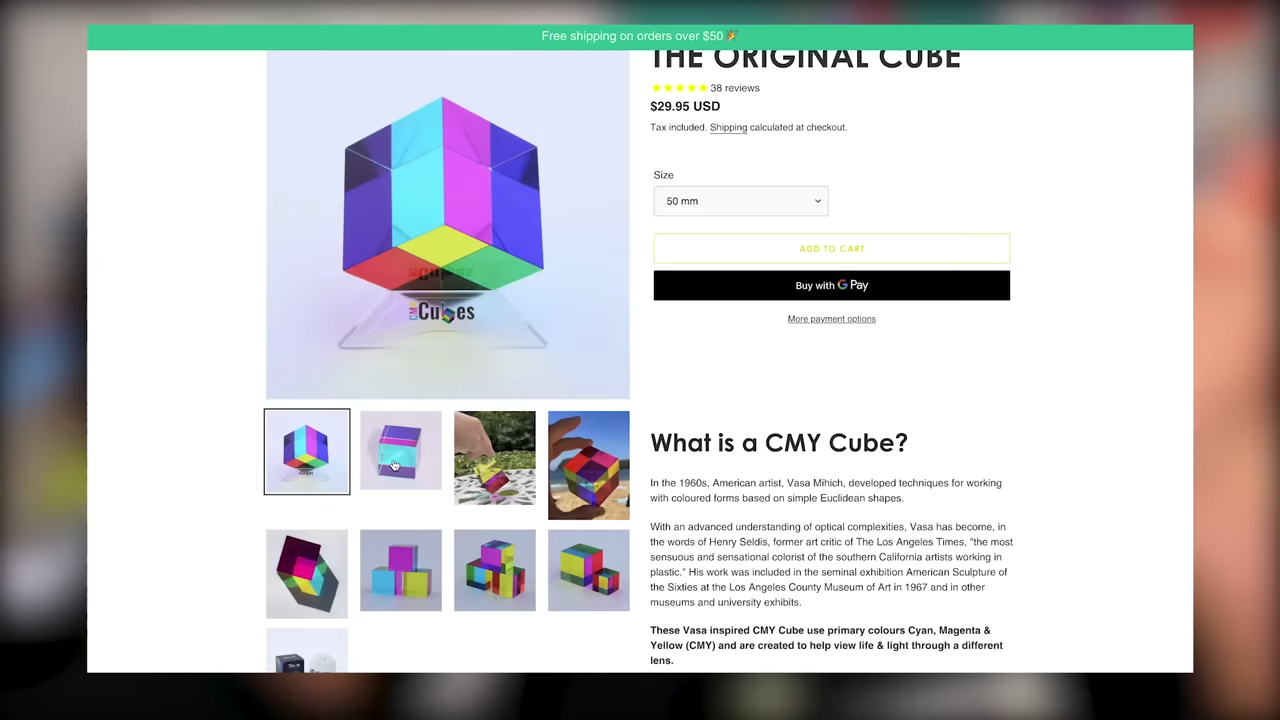 Free shipping on orders over $50
THE ORIGINAL CUBE
38 reviews
$29.95 USD
Tax included. Shipping calculated at checkout.
Size
50 mm
ADD TO CART
Buy with G Pay
More payment options
CMY Cubes
What is a CMY Cube?
In the 1960s, American artist, Vasa Mihich, developed techniques for working
with coloured forms based on simple Euclidean shapes.
With an advanced understanding of optical complexities, Vasa has become, in
the words of Henry Seldis, former art critic of The Los Angeles Times, "the most
sensuous and sensational colorist of the southern California artists working in
plastic." His work was included in the seminal exhibition American Sculpture of
the Sixties at the Los Angeles County Museum of Art in 1967 and in other
museums and university exhibits.
These Vasa inspired CMY Cube use primary colours Cyan, Magenta &
Yellow (CMY) and are created to help view life & light through a different
lens.